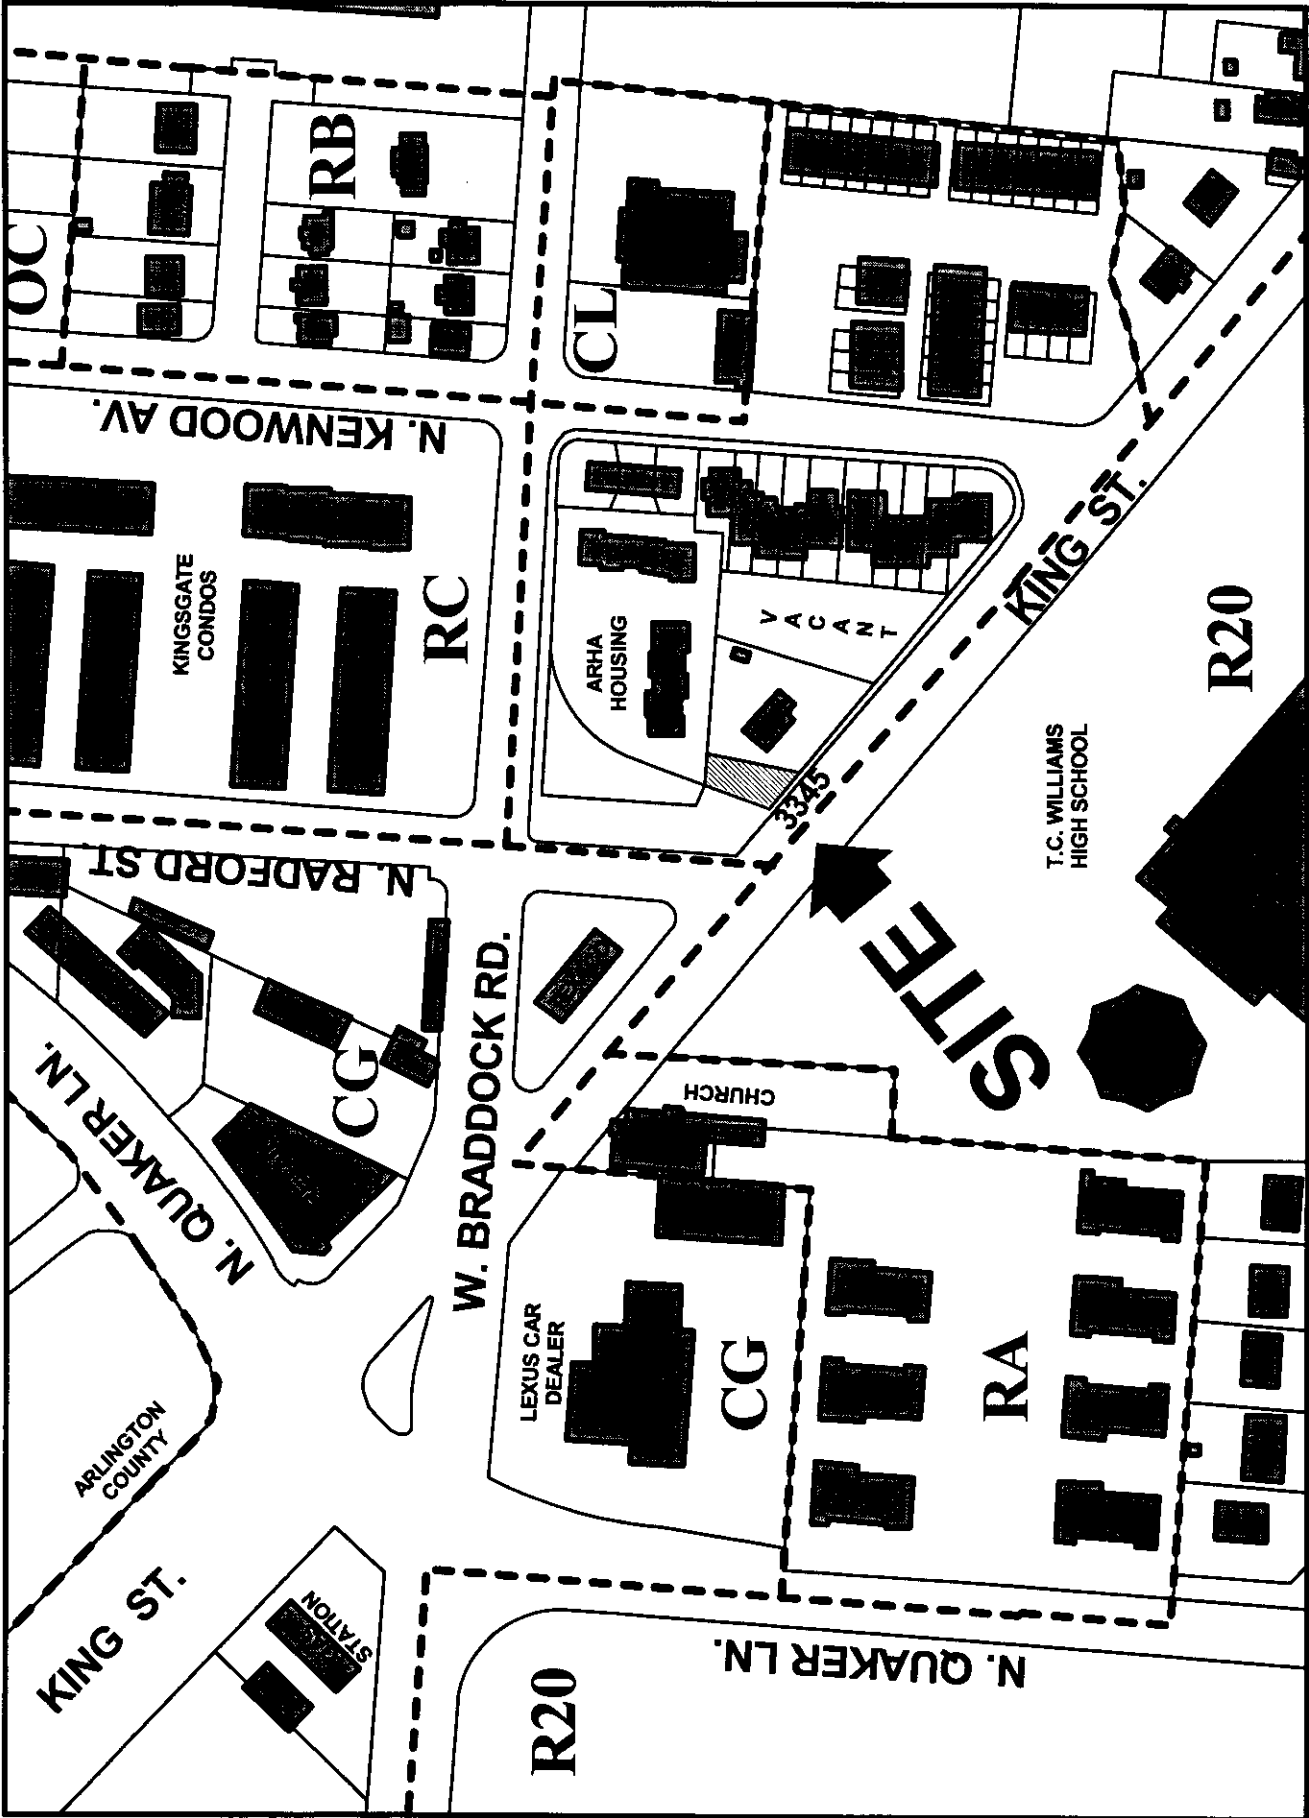 OC
RB
CL
N. KENWOOD AV.
KINGSGATE
CONDOS
RC
ARHA
HOUSING
VACANT
KING ST.
R20
3345
T.C. WILLIAMS
HIGH SCHOOL
N. RADFORD ST.
SITE
W. BRADDOCK RD.
CG
N. QUAKER LN.
CHURCH
LEXUS CAR
DEALER
CG
RA
ARLINGTON
COUNTY
KING ST.
STATION
N. QUAKER LN.
R20